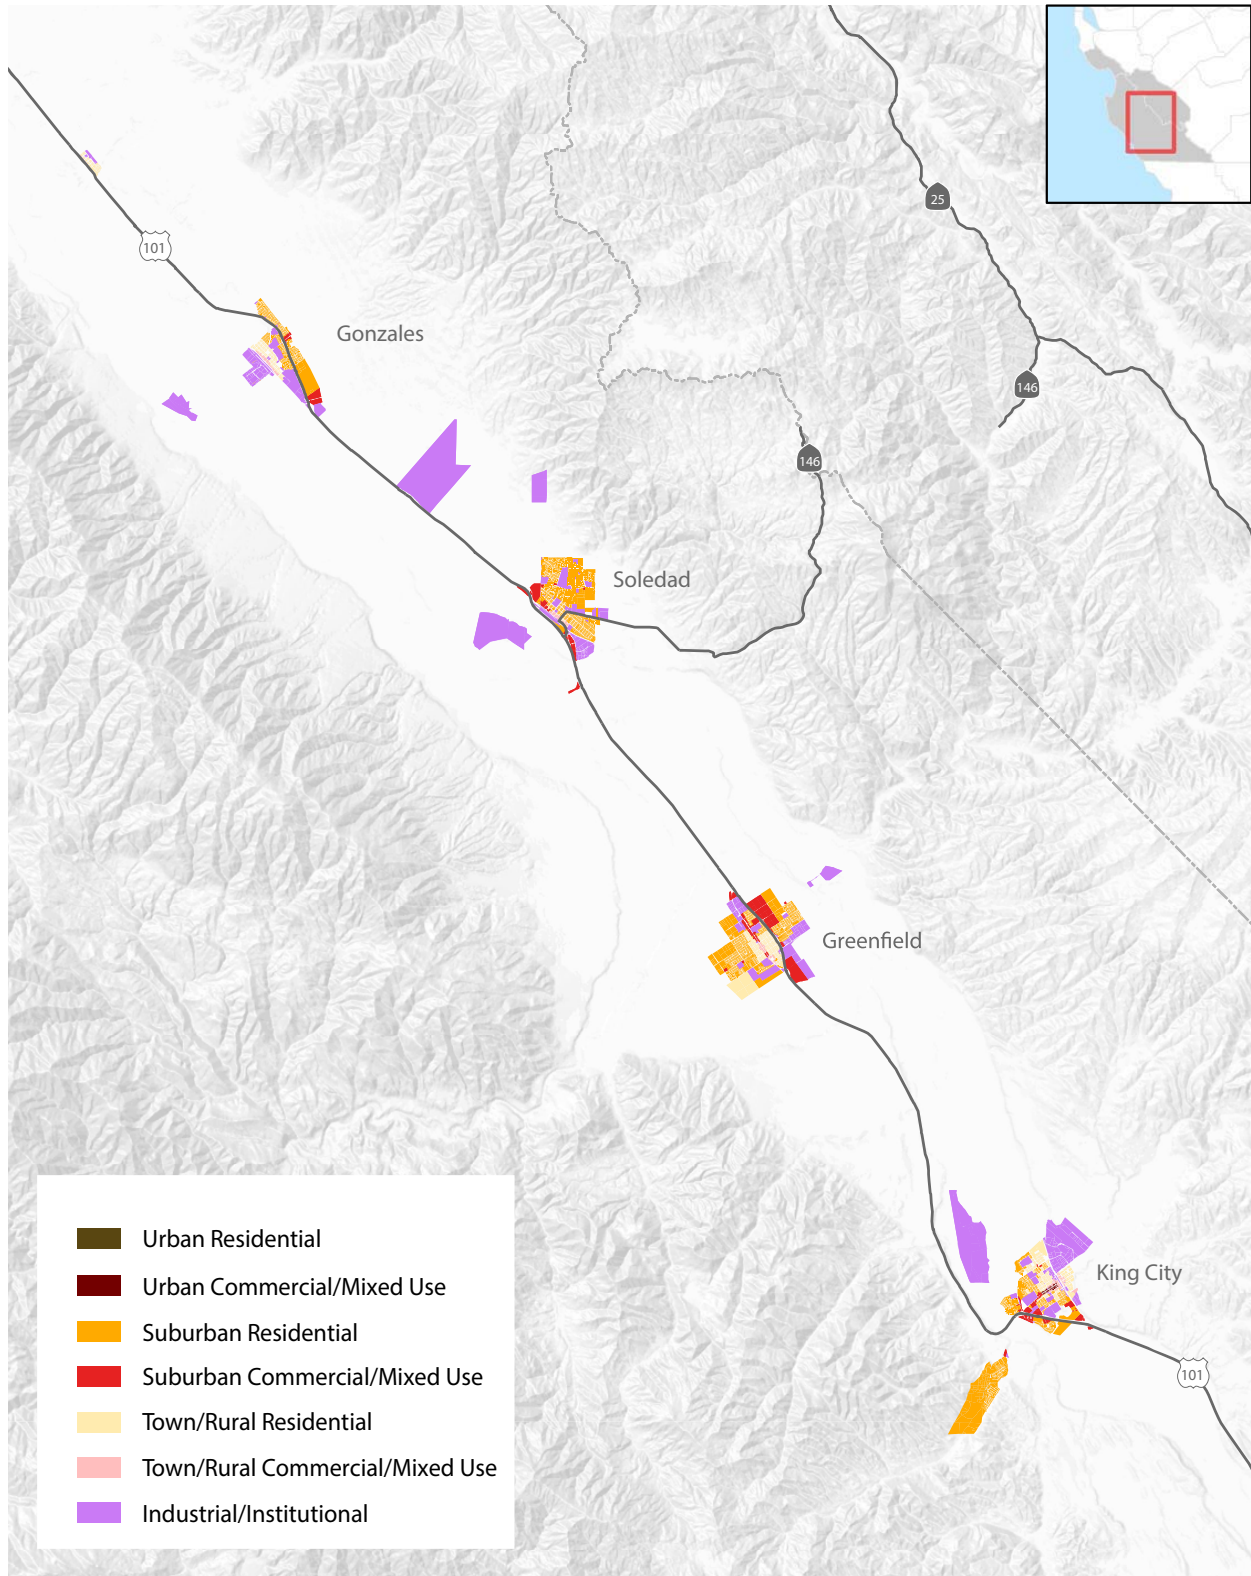 25
101
Gonzales
146
146
Soledad
Greenfield
King City
101
Urban Residential
Urban Commercial/Mixed Use
Suburban Residential
Suburban Commercial/Mixed Use
Town/Rural Residential
Town/Rural Commercial/Mixed Use
Industrial/Institutional